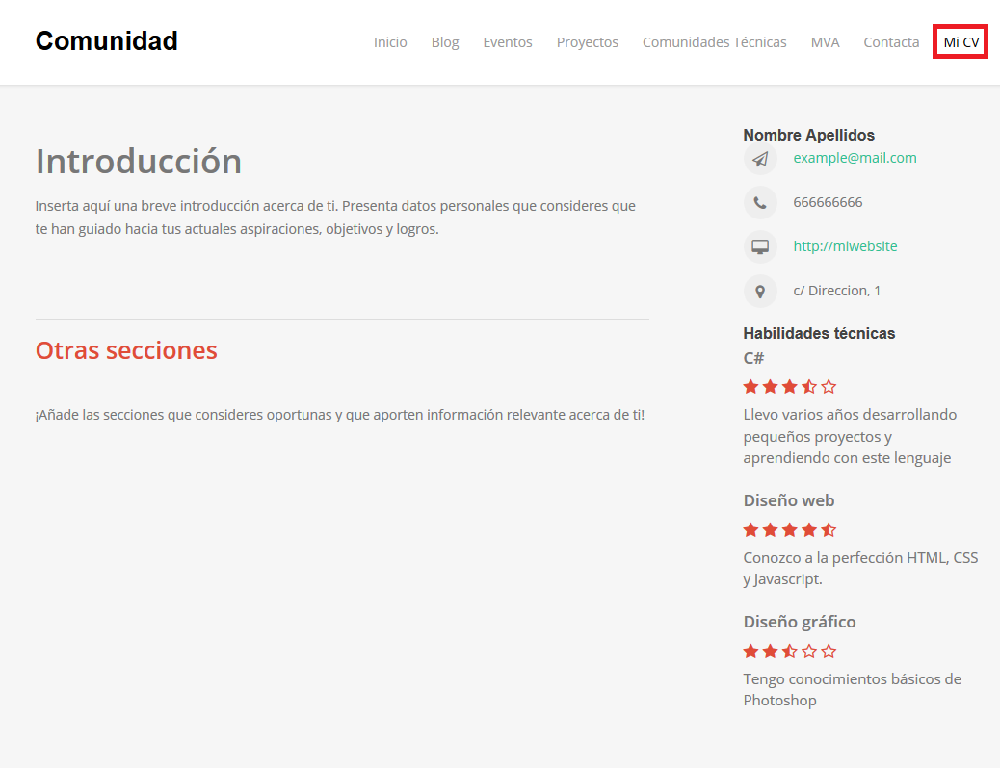 Comunidad
Inicio Blog Eventos Proyectos Comunidades Técnicas MVA Contacta Mi CV
Introducción
Inserta aquí una breve introducción acerca de ti. Presenta datos personales que consideres que
te han guiado hacia tus actuales aspiraciones, objetivos y logros.
Otras secciones
¡Añade las secciones que consideres oportunas y que aporten información relevante acerca de ti!
Nombre Apellidos
example@mail.com
666666666
http://miwebsite
c/ Direccion, 1
Habilidades técnicas
C#
Llevo varios años desarrollando
pequeños proyectos y
aprendiendo con este lenguaje
Diseño web
Conozco a la perfección HTML, CSS
y Javascript.
Diseño gráfico
Tengo conocimientos básicos de
Photoshop